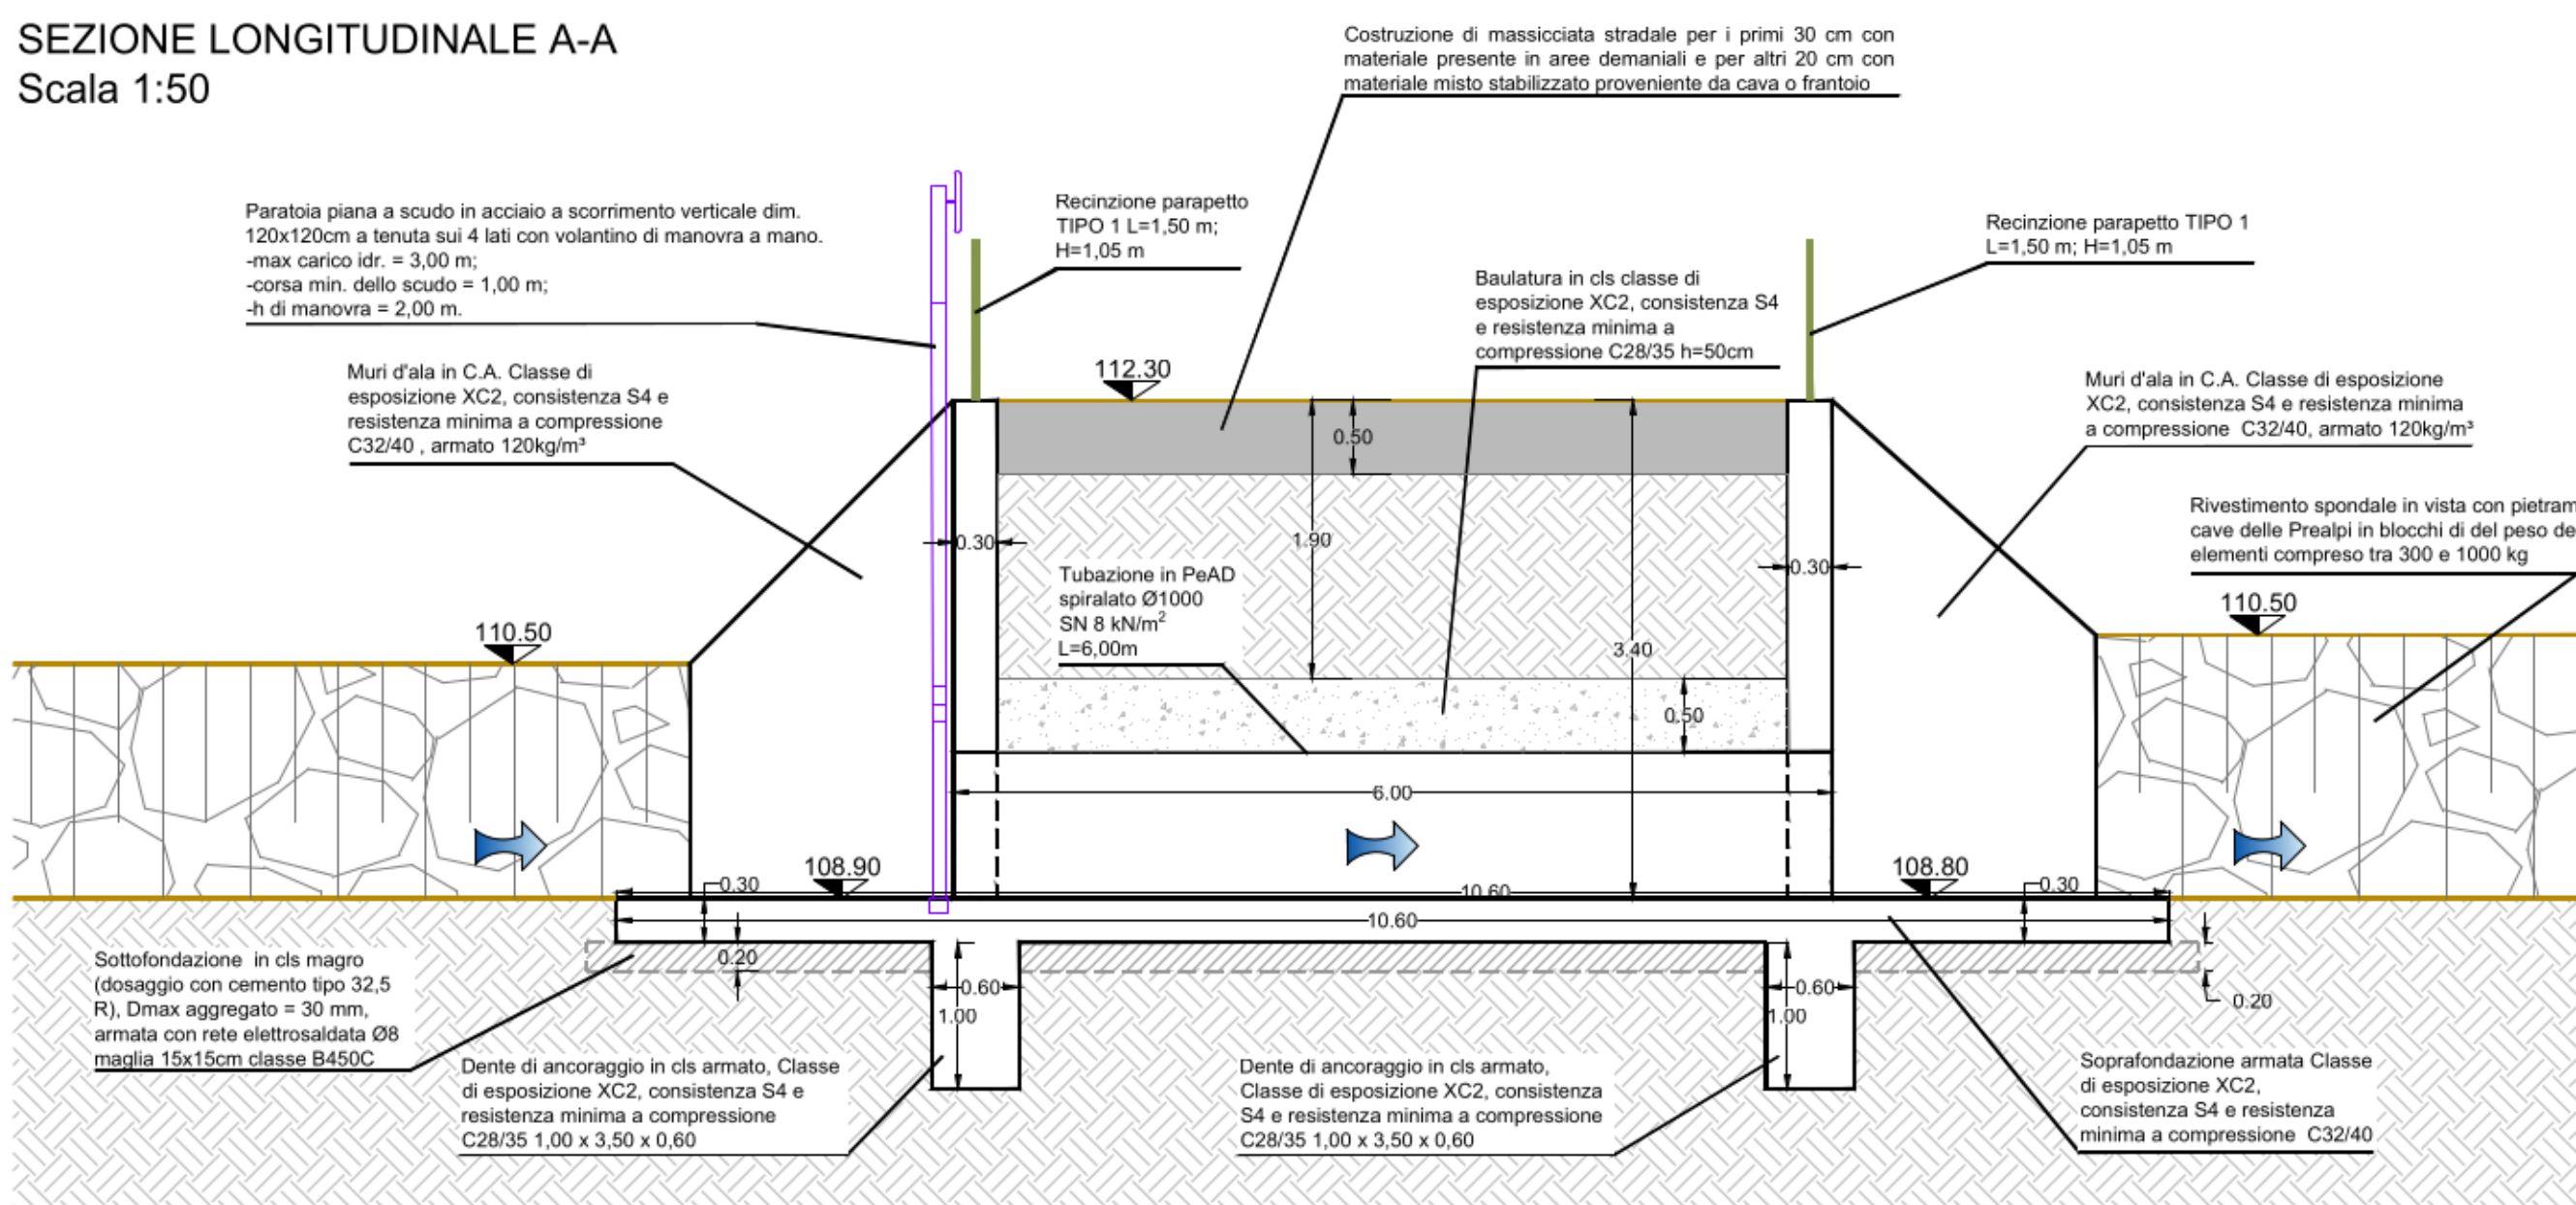 SEZIONE LONGITUDINALE A-A
Scala 1:50
Costruzione di massicciata stradale per i primi 30 cm con
materiale presente in aree demaniali e per altri 20 cm con
materiale misto stabilizzato proveniente da cava o frantoio
Paratoia piana a scudo in acciaio a scorrimento verticale dim.
120x120cm a tenuta sui 4 lati con volantino di manovra a mano.
-max carico idr. = 3,00 m;
-corsa min. dello scudo = 1,00 m;
-h di manovra = 2,00 m.
Recinzione parapetto
TIPO 1 L=1,50 m;
H=1,05 m
Recinzione parapetto TIPO 1
L=1,50 m; H=1,05 m
Baulatura in cls classe di
esposizione XC2, consistenza S4
e resistenza minima a
compressione C28/35 h=50cm
Muri d'ala in C.A. Classe di
esposizione XC2, consistenza S4 e
resistenza minima a compressione
C32/40 , armato 120kg/m³
112.30
Muri d'ala in C.A. Classe di esposizione
XC2, consistenza S4 e resistenza minima
a compressione C32/40, armato 120kg/m³
0.50
Rivestimento spondale in vista con pietram
cave delle Prealpi in blocchi di del peso de
elementi compreso tra 300 e 1000 kg
0.30
1.90
0.30
Tubazione in PeAD
spiralato Ø1000
SN 8 kN/m²
L=6,00m
110.50
110.50
3.40
0.50
6.00
108.90
108.80
0.30
10.60
0.30
10.60
0.20
0.60
1.00
0.60
1.00
0.20
Sottofondazione in cls magro
(dosaggio con cemento tipo 32,5
R), Dmax aggregato = 30 mm,
armata con rete elettrosaldata Ø8
maglia 15x15cm classe B450C
Dente di ancoraggio in cls armato, Classe
di esposizione XC2, consistenza S4 e
resistenza minima a compressione
C28/35 1,00 x 3,50 x 0,60
Dente di ancoraggio in cls armato,
Classe di esposizione XC2, consistenza
S4 e resistenza minima a compressione
C28/35 1,00 x 3,50 x 0,60
Soprafondazione armata Classe
di esposizione XC2,
consistenza S4 e resistenza
minima a compressione C32/40